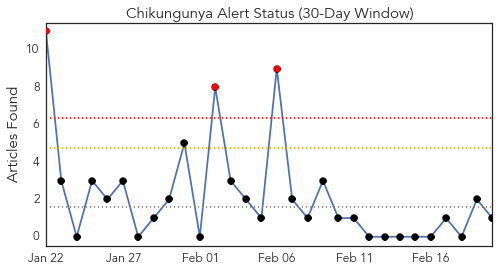 Chikungunya Alert Status (30-Day Window)
Articles Found
10
8
6
4
2
0
Jan 22 Jan 27 Feb 01 Feb 06 Feb 11 Feb 16